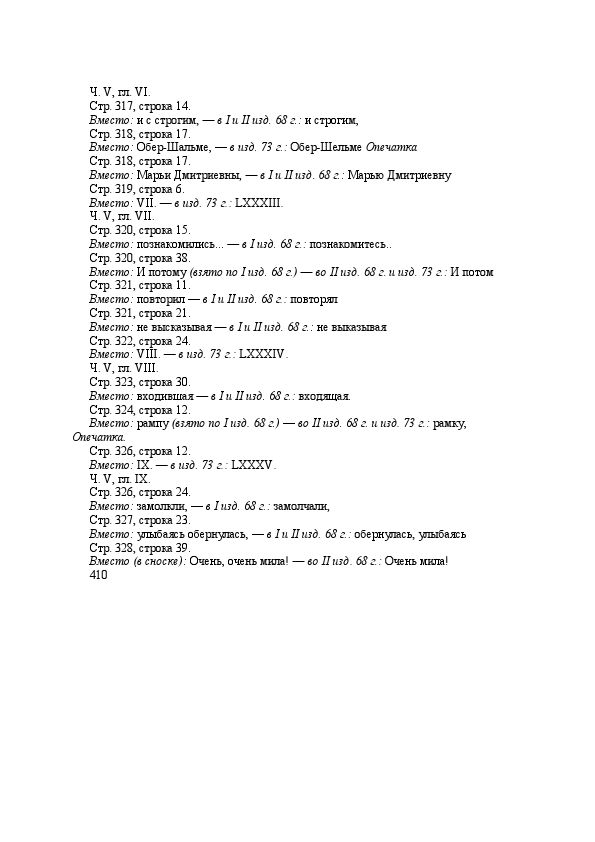 Ч. V, гл. VI.
Стр. 317, строка 14.
Вместо: и с строгим, — в I и II изд. 68 г.: и строгим,
Стр. 318, строка 17.
Вместо: Обер-Шальме, — в изд. 73 г.: Обер-Шельме Опечатка
Стр. 318, строка 17.
Вместо: Марьи Дмитриевны, — в I и II изд. 68 г.: Марью Дмитриевну
Стр. 319, строка 6.
Вместо: VII. — в изд. 73 г.: LXXXIII.
Ч. V, гл. VII.
Стр. 320, строка 15.
Вместо: познакомились... — в I изд. 68 г.: познакомитесь..
Стр. 320, строка 38.
Вместо: И потому (взято по I изд. 68 г.) — во II изд. 68 г. и изд. 73 г.: И потом
Стр. 321, строка 11.
Вместо: повторил — в I и II изд. 68 г.: повторял
Стр. 321, строка 21.
Вместо: не высказывая — в I и II изд. 68 г.: не выказывая
Стр. 322, строка 24.
Вместо: VIII. — в изд. 73 г.: LXXXIV.
Ч. V, гл. VIII.
Стр. 323, строка 30.
Вместо: входившая — в I и II изд. 68 г.: входящая.
Стр. 324, строка 12.
Вместо: рампу (взято по I изд. 68 г.) — во II изд. 68 г. и изд. 73 г.: рамку,
Опечатка.
Стр. 326, строка 12.
Вместо: IX. — в изд. 73 г.: LXXXV.
Ч. V, гл. IX.
Стр. 326, строка 24.
Вместо: замолкли, — в I изд. 68 г.: замолчали,
Стр. 327, строка 23.
Вместо: улыбаясь обернулась, — в I и II изд. 68 г.: обернулась, улыбаясь
Стр. 328, строка 39.
Вместо (в сноске): Очень, очень мила! — во II изд. 68 г.: Очень мила!
410